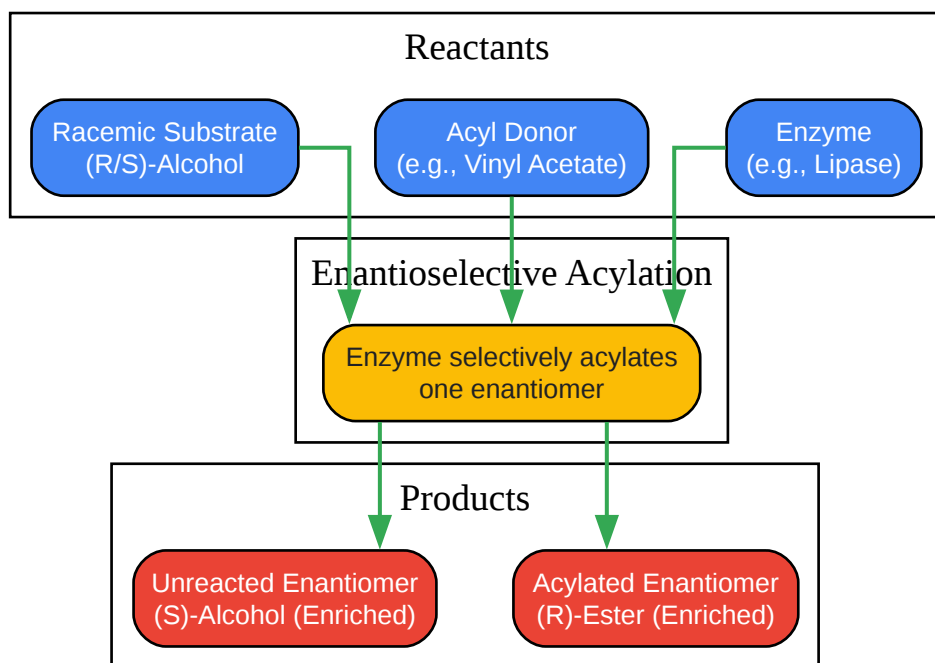 Reactants
Racemic Substrate
(R/S)-Alcohol
Acyl Donor
(e.g., Vinyl Acetate)
Enzyme
(e.g., Lipase)
Enantioselective Acylation
Enzyme selectively acylates
one enantiomer
Products
Unreacted Enantiomer
(S)-Alcohol (Enriched)
Acylated Enantiomer
(R)-Ester (Enriched)